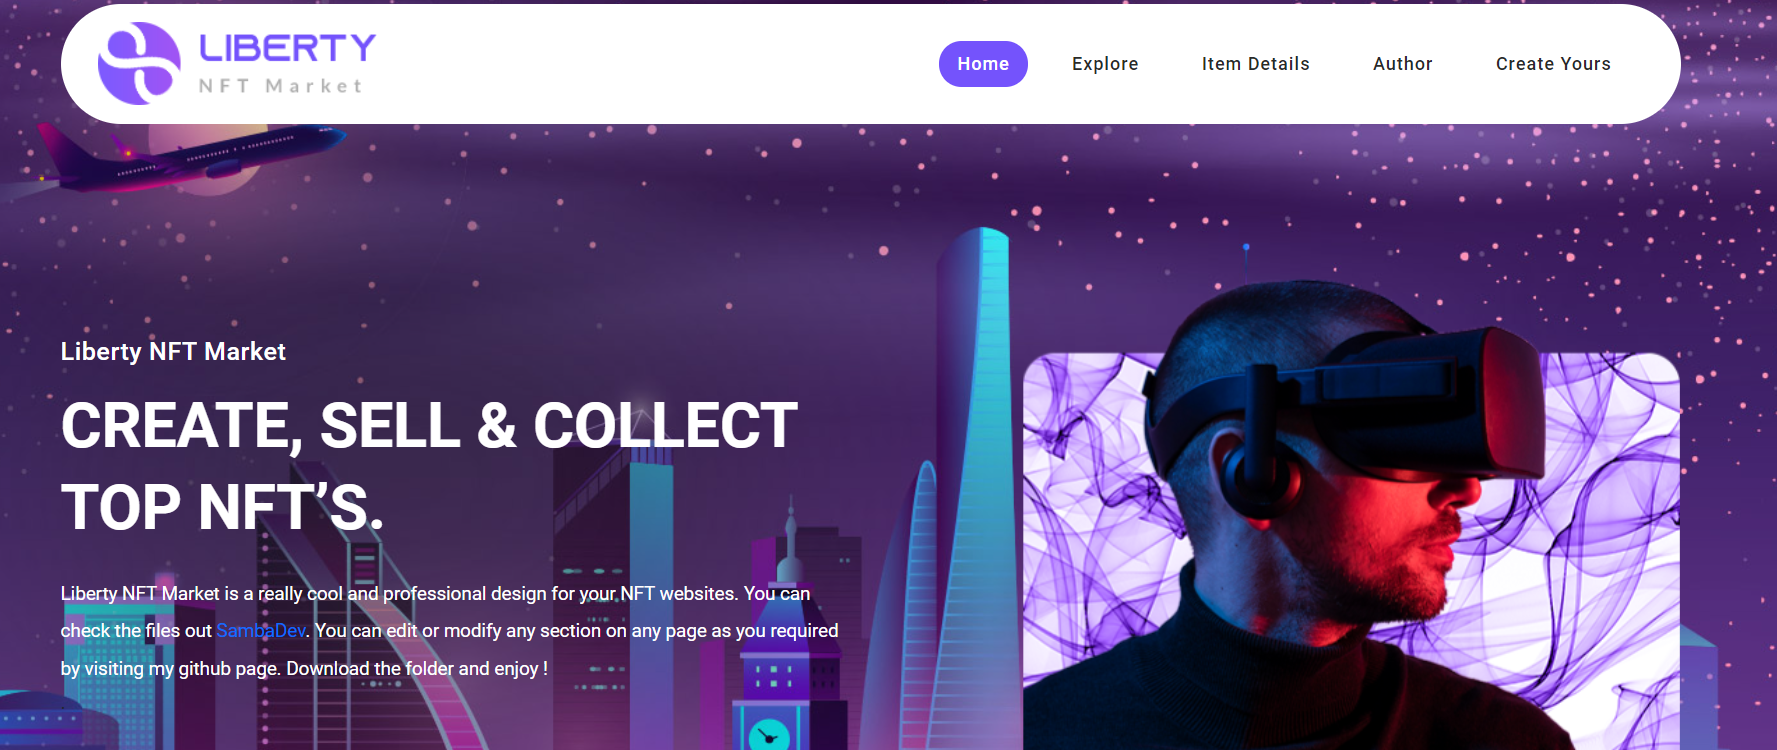 LIBERTY
NFT Market
Home
Explore
Item Details
Author
Create Yours
Liberty NFT Market
CREATE, SELL & COLLECT
TOP NFT’S.
Liberty NFT Market is a really cool and professional design for your NFT websites. You can
check the files out SambaDev. You can edit or modify any section on any page as you required
by visiting my github page. Download the folder and enjoy !